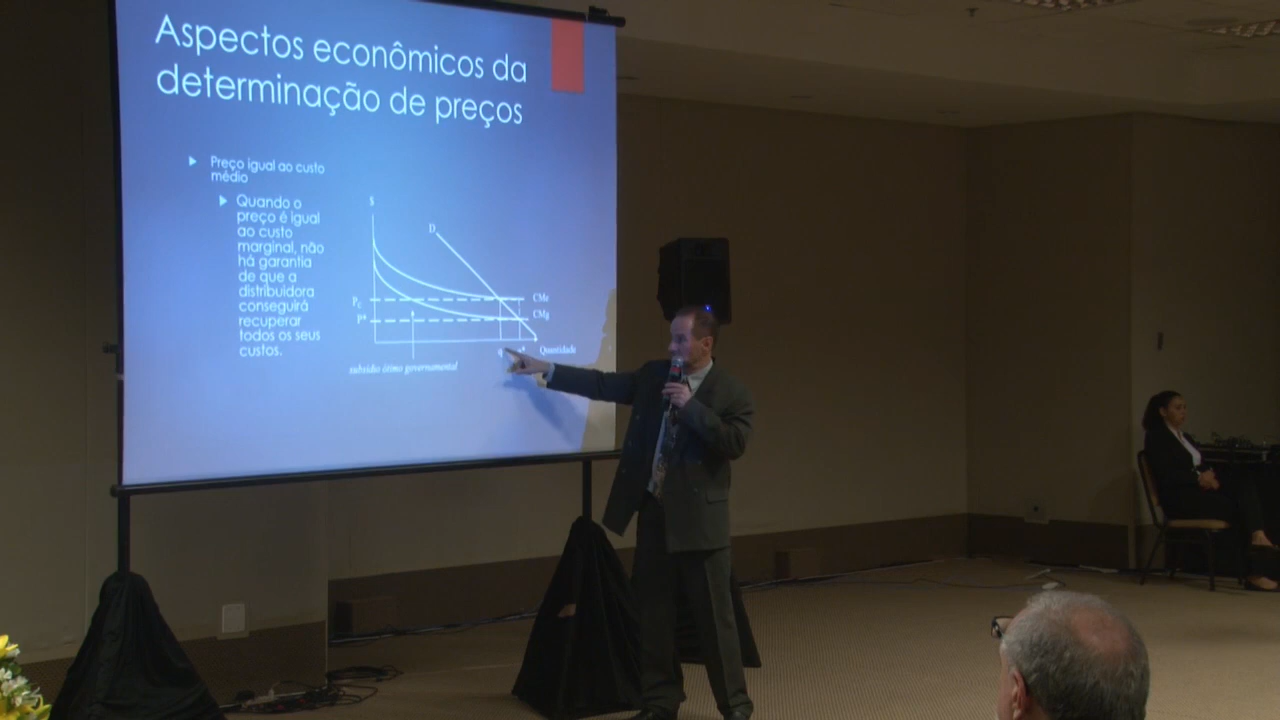 Aspectos econômicos da
determinação de preços
Preço igual ao custo
médio
Quando o
preço é igual
ao custo
marginal, não
há garantia
de que a
distribuidora
conseguirá
recuperar
todos os seus
custos.
$
D
Pc
CMe
P*
CMg
Quantidade
subsídio ótimo governamental